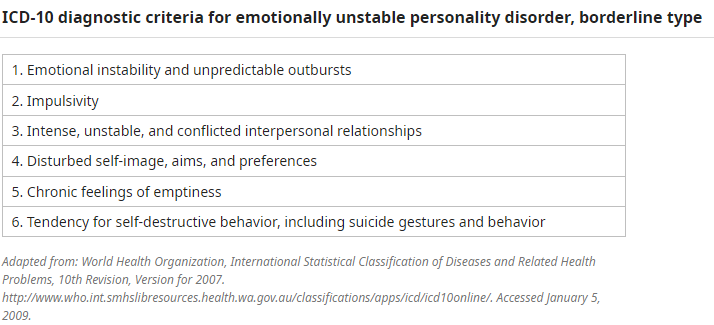 ICD-10 diagnostic criteria for emotionally unstable personality disorder, borderline type
1. Emotional instability and unpredictable outbursts
2. Impulsivity
3. Intense, unstable, and conflicted interpersonal relationships
4. Disturbed self-image, aims, and preferences
5. Chronic feelings of emptiness
6. Tendency for self-destructive behavior, including suicide gestures and behavior
Adapted from: World Health Organization, International Statistical Classification of Diseases and Related Health
Problems, 10th Revision, Version for 2007.
http://www.who.int.smhslibresources.health.wa.gov.au/classifications/apps/icd/icd10online/. Accessed January 5,
2009.